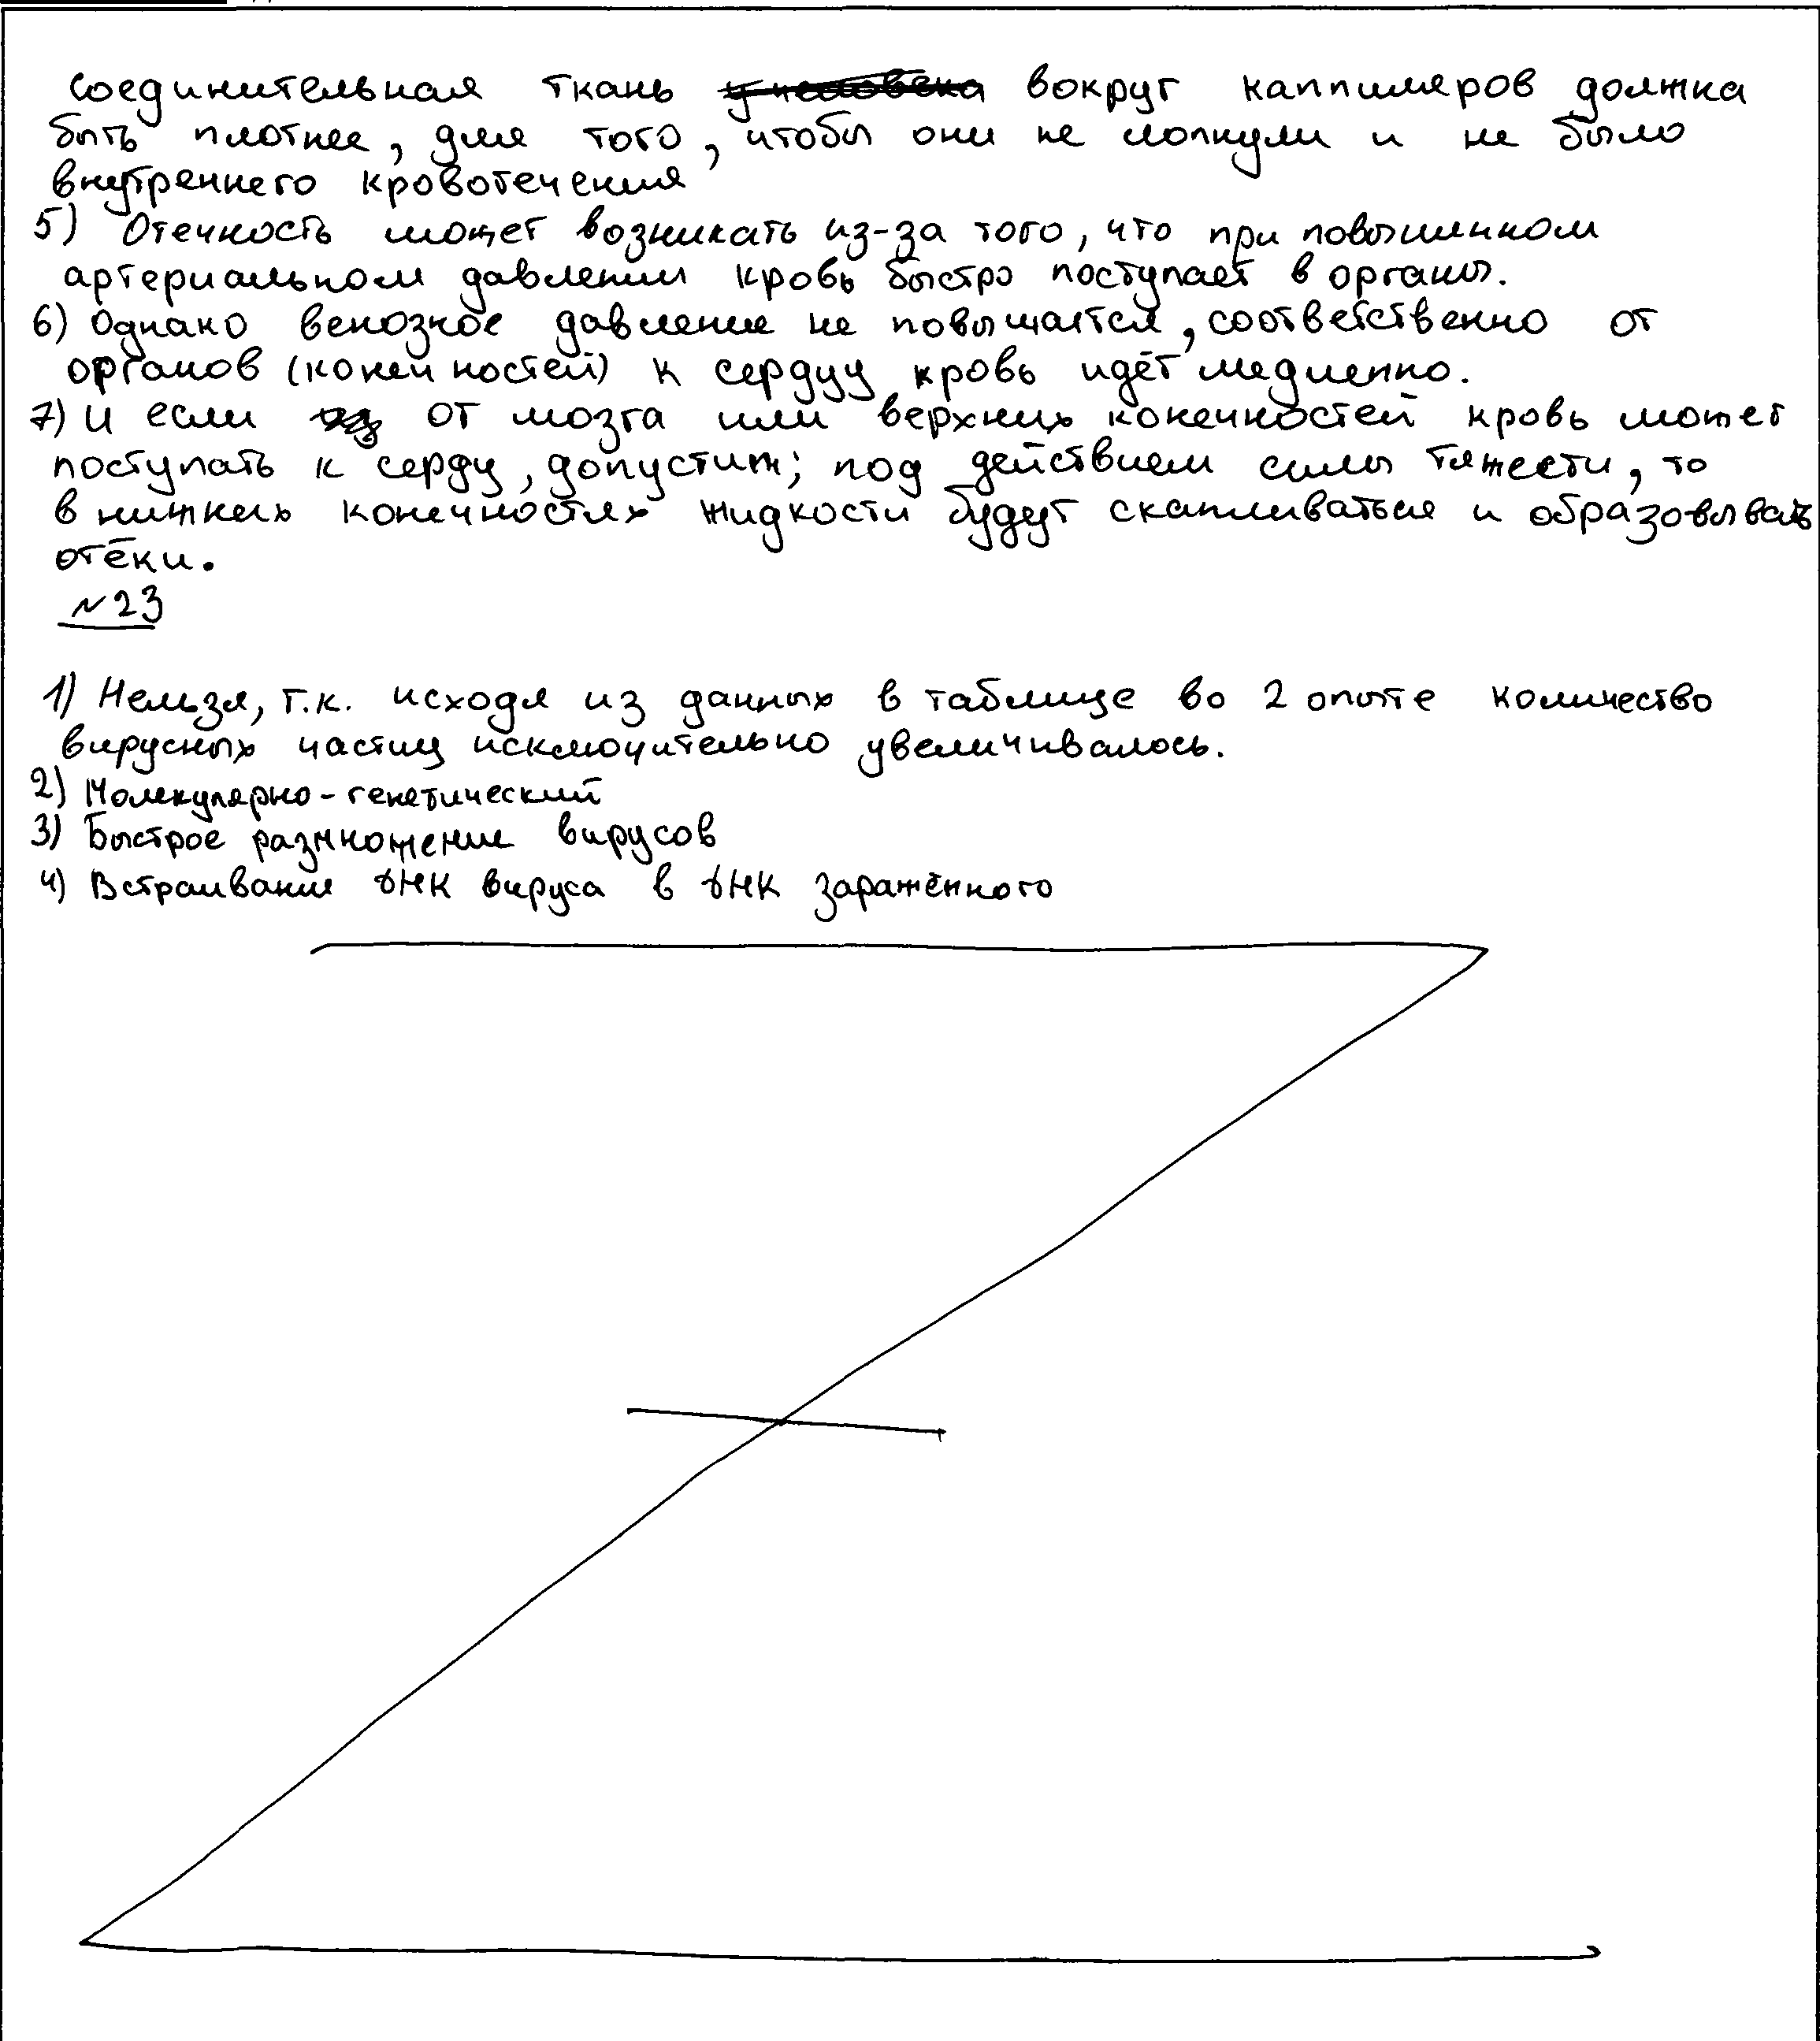 соединительная ткань вокруг каппиляров должна
быть плотнее, для того, чтобы они не лопнули и не было
внутреннего кровотечения
5) Отечность может возникать из-за того, что при повышенном
артериальном давлении кровь быстро поступает в органы.
6) Однако венозное давление не повышается, соответственно от
органов (конечностей) к сердцу кровь идёт медленно.
7) И если от мозга или верхних конечностей кровь может
поступать к серду, допустим; под действием силы тяжести, то
в нижних конечностях жидкости будут скапливаться и образовывать
отёки.
№23
1) Нельзя, т.к. исходя из данных в таблице во 2 опыте количество
вирусных частиц исключительно увеличивалось.
2) Молекулярно-генетический
3) Быстрое размножение вирусов
4) Встраивание ДНК вируса в ДНК заражённого